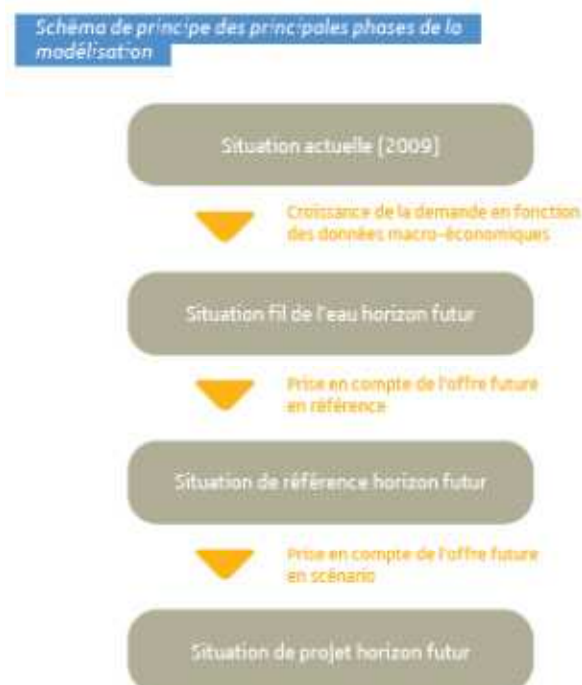 Schéma de principe des principales phases de la
modélisation
Situation actuelle [2009]
Croissance de la demande en fonction
des données macro-économiques
Situation fil de l'eau horizon futur
Prise en compte de l'offre future
en référence
Situation de référence horizon futur
Prise en compte de l'offre future
en scénario
Situation de projet horizon futur